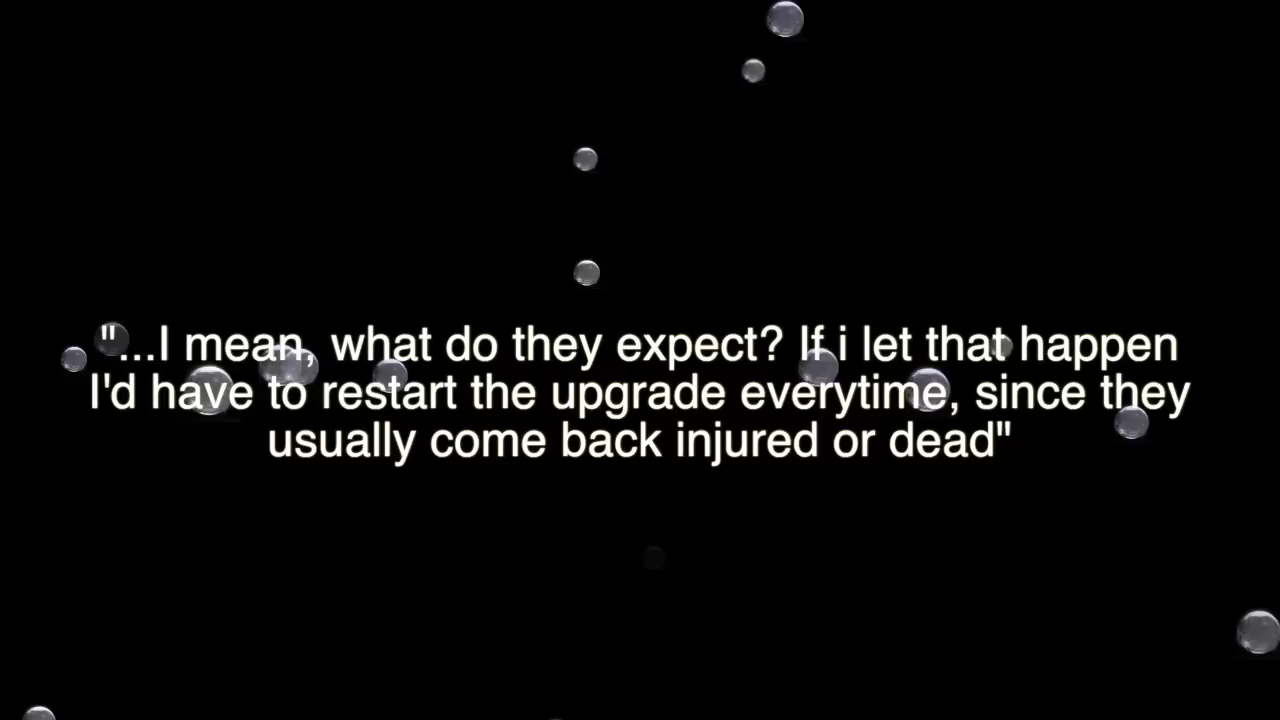 "...I mean, what do they expect? If i let that happen
I'd have to restart the upgrade everytime, since they
usually come back injured or dead"